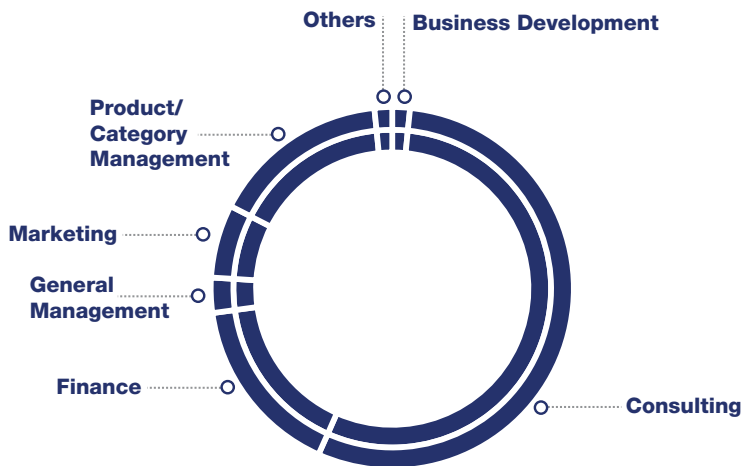 Others
Business Development
Product/
Category
Management
Marketing
General
Management
Finance
Consulting